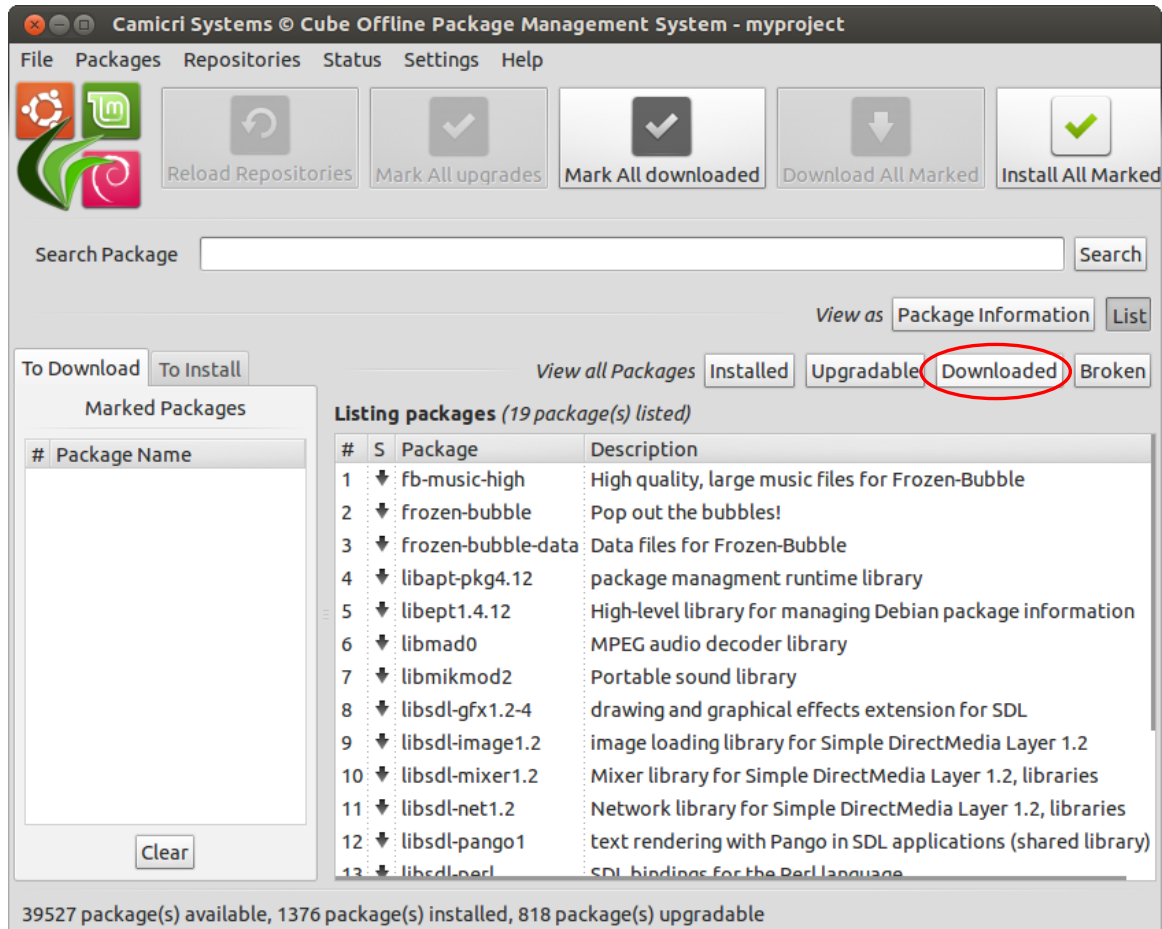 Camicri Systems © Cube Offline Package Management System - myproject
File Packages Repositories Status Settings Help
Reload Repositories Mark All upgrades Mark All downloaded Download All Marked Install All Marked
Search Package Search
View as Package Information List
To Download To Install View all Packages Installed Upgradable Downloaded Broken
Marked Packages Listing packages (19 package(s) listed)
# Package Name # S Package Description
1 fb-music-high High quality, large music files for Frozen-Bubble
2 frozen-bubble Pop out the bubbles!
3 frozen-bubble-data Data files for Frozen-Bubble
4 libapt-pkg4.12 package managment runtime library
5 libept1.4.12 High-level library for managing Debian package information
6 libmad0 MPEG audio decoder library
7 libmikmod2 Portable sound library
8 libsdl-gfx1.2-4 drawing and graphical effects extension for SDL
9 libsdl-image1.2 image loading library for Simple DirectMedia Layer 1.2
10 libsdl-mixer1.2 Mixer library for Simple DirectMedia Layer 1.2, libraries
11 libsdl-net1.2 Network library for Simple DirectMedia Layer 1.2, libraries
12 libsdl-pango1 text rendering with Pango in SDL applications (shared library)
13 libsdl-perl SDL bindings for the Perl language
Clear
39527 package(s) available, 1376 package(s) installed, 818 package(s) upgradable